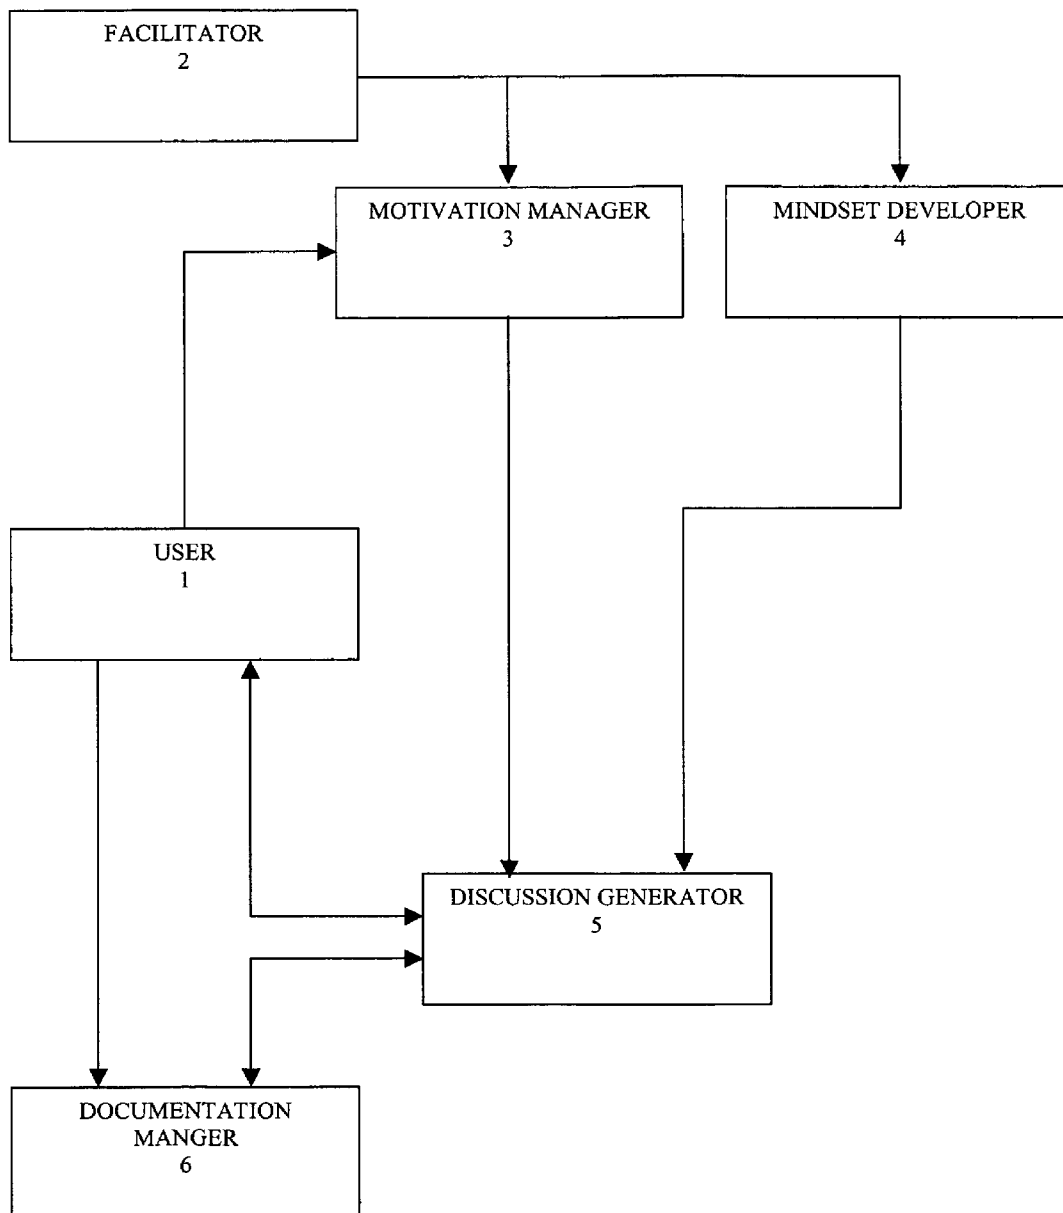 FACILITATOR
2
MOTIVATION MANAGER
3
MINDSET DEVELOPER
4
USER
1
DISCUSSION GENERATOR
5
DOCUMENTATION
MANGER
6